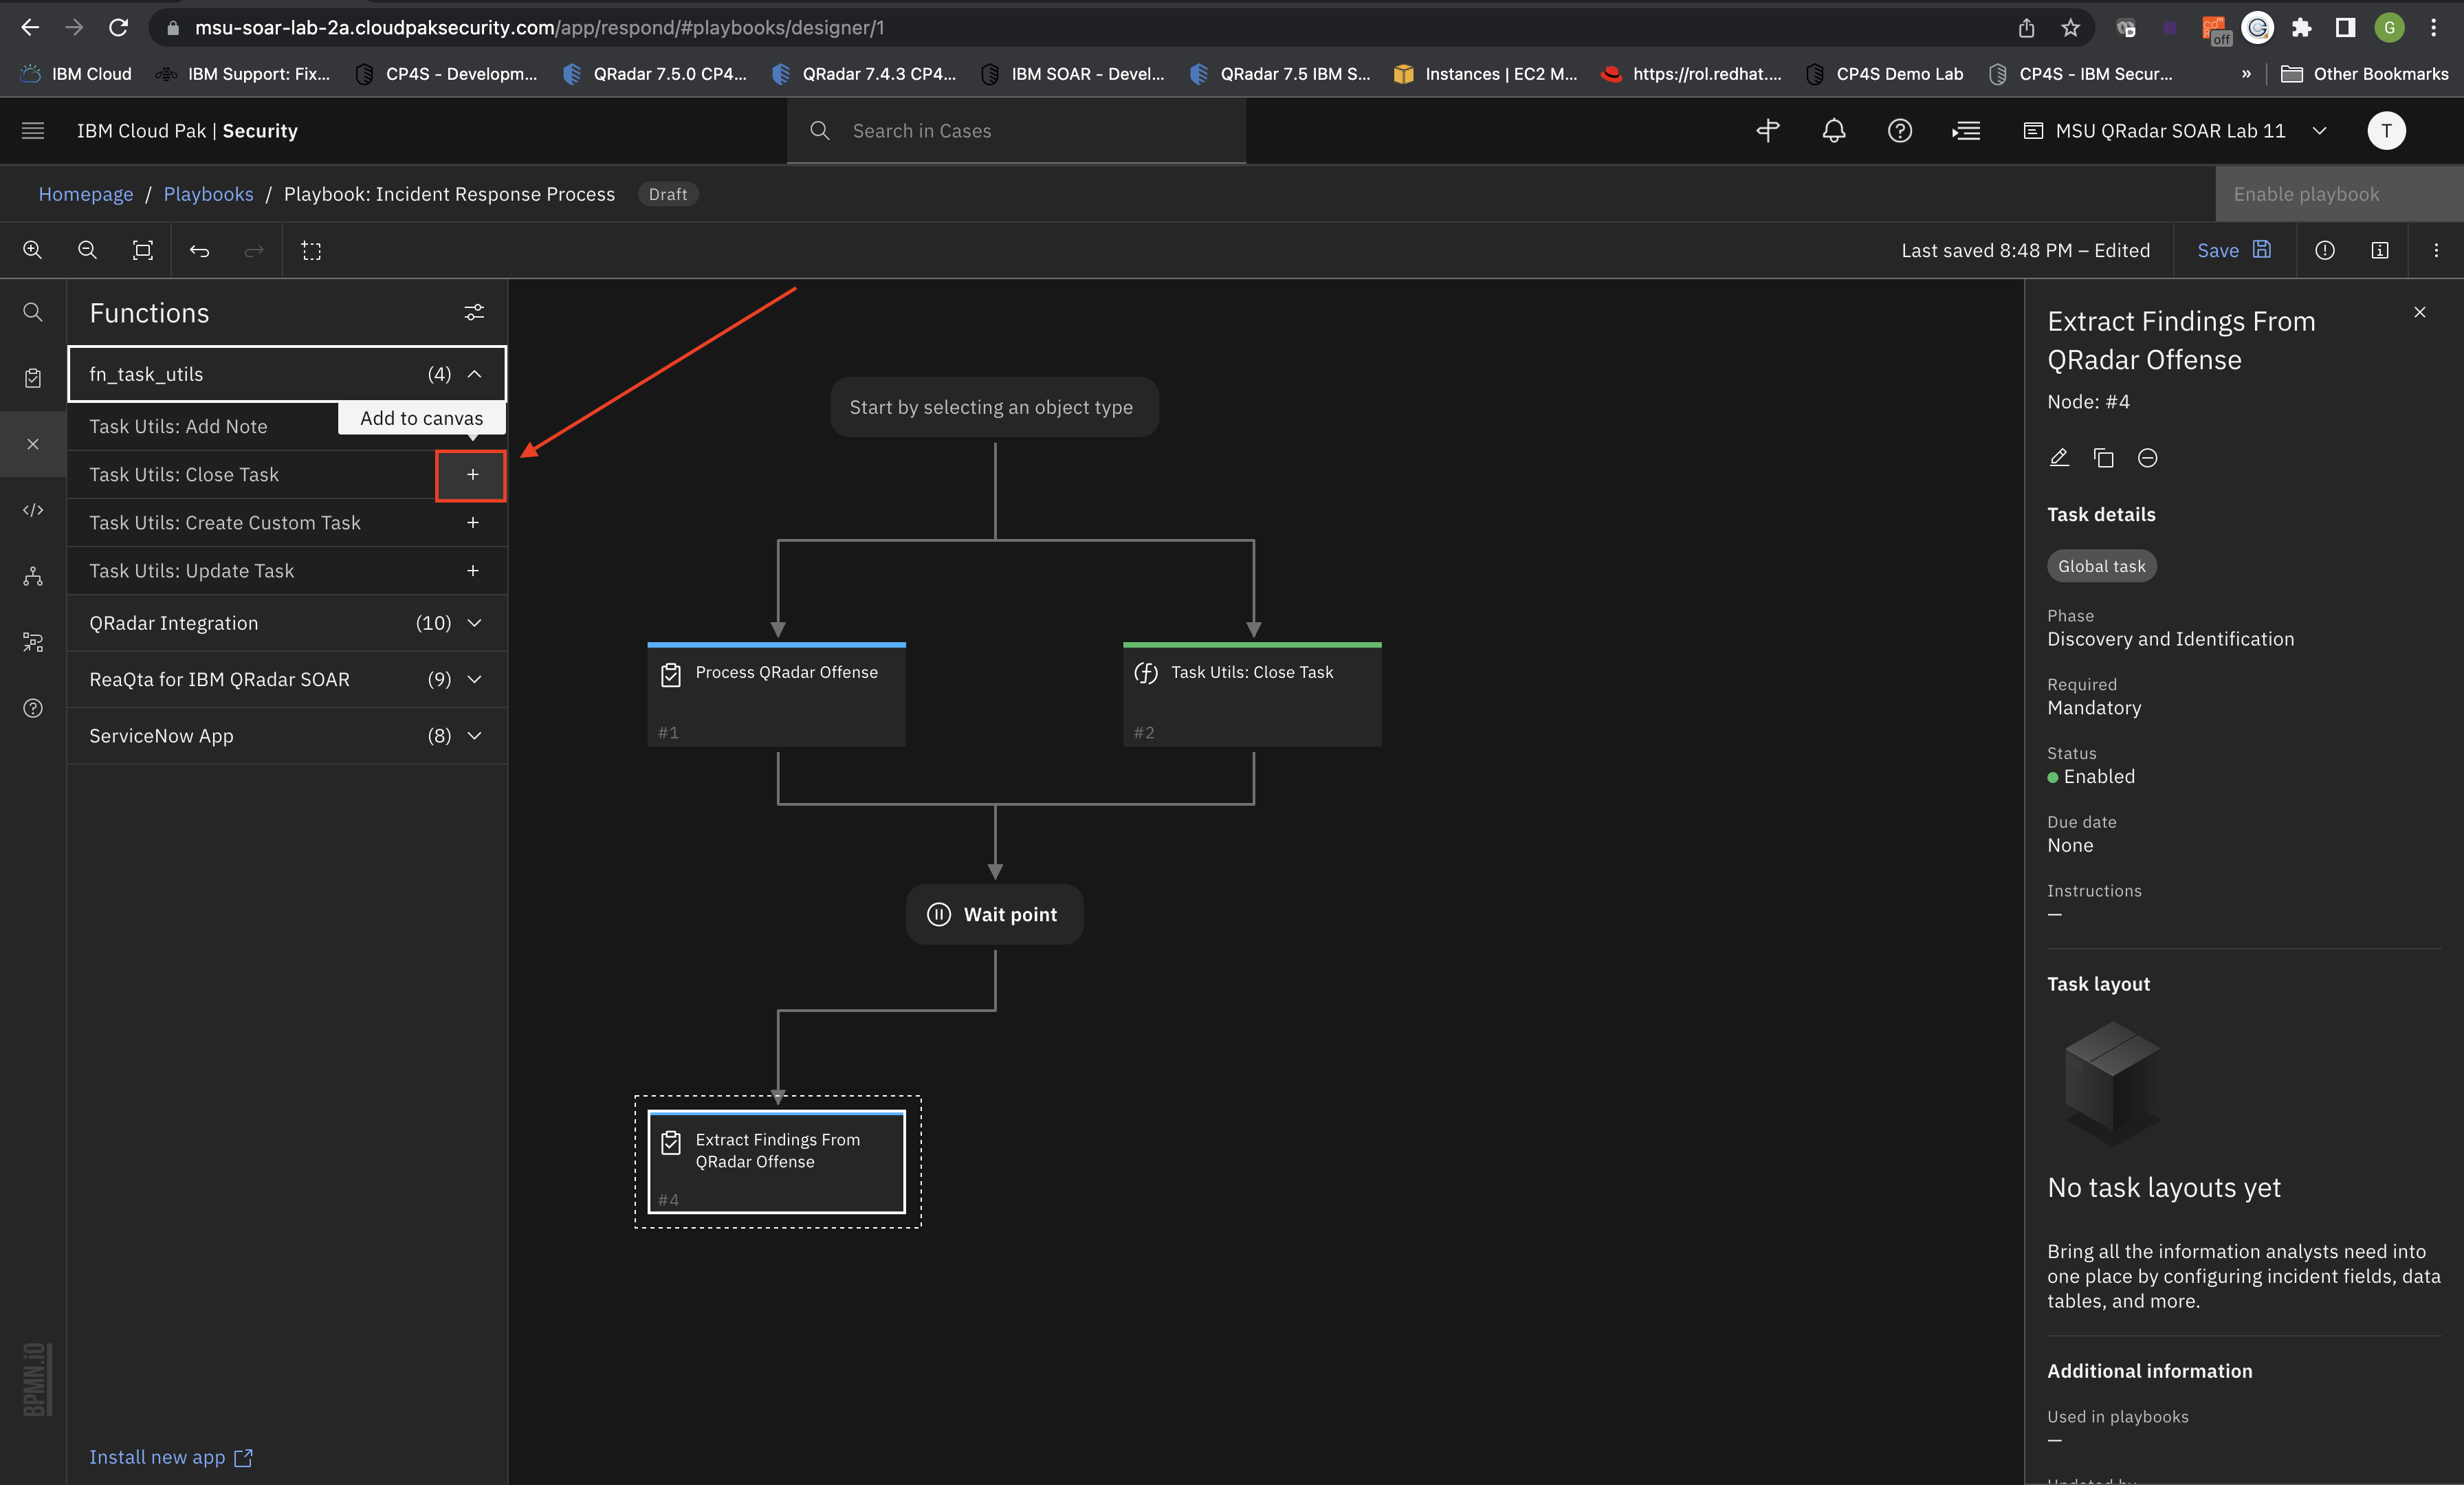 msu-soar-lab-2a.cloudpaksecurity.com/app/respond/#playbooks/designer/1
off
G
IBM Cloud
IBM Support: Fix...
CP4S - Developm...
QRadar 7.5.0 CP4...
QRadar 7.4.3 CP4...
IBM SOAR - Devel...
QRadar 7.5 IBM S...
Instances | EC2 M...
https://rol.redhat....
CP4S Demo Lab
CP4S - IBM Secur...
»
Other Bookmarks
IBM Cloud Pak | Security
Search in Cases
MSU QRadar SOAR Lab 11
T
Homepage / Playbooks / Playbook: Incident Response Process
Draft
Enable playbook
Last saved 8:48 PM – Edited
Save
Functions
fn_task_utils (4)
Add to canvas
Task Utils: Add Note
Task Utils: Close Task +
Task Utils: Create Custom Task +
Task Utils: Update Task +
QRadar Integration (10)
ReaQta for IBM QRadar SOAR (9)
ServiceNow App (8)
BPMN.iO
Install new app
Start by selecting an object type
Process QRadar Offense
#1
Task Utils: Close Task
#2
Wait point
Extract Findings From
QRadar Offense
#4
Extract Findings From
QRadar Offense
Node: #4
Task details
Global task
Phase
Discovery and Identification
Required
Mandatory
Status
Enabled
Due date
None
Instructions
—
Task layout
No task layouts yet
Bring all the information analysts need into
one place by configuring incident fields, data
tables, and more.
Additional information
Used in playbooks
—